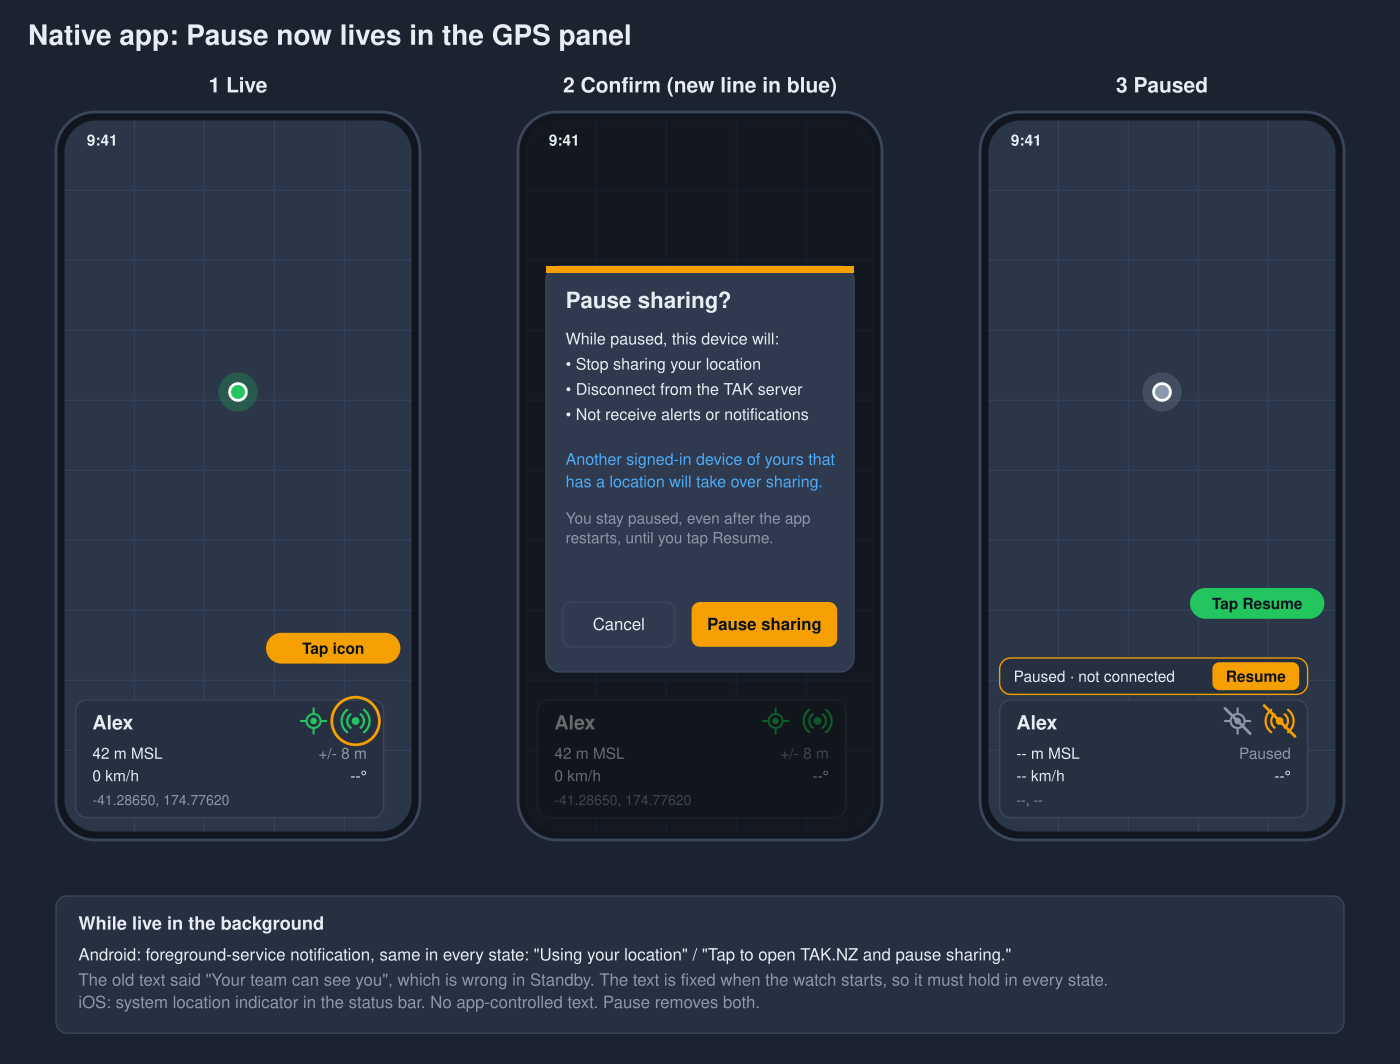 Native app: Pause now lives in the GPS panel
1 Live
9:41
Tap icon
Alex
42 m MSL
+/- 8 m
0 km/h
--°
-41.28650, 174.77620
2 Confirm (new line in blue)
9:41
Pause sharing?
While paused, this device will:
• Stop sharing your location
• Disconnect from the TAK server
• Not receive alerts or notifications
Another signed-in device of yours that
has a location will take over sharing.
You stay paused, even after the app
restarts, until you tap Resume.
Cancel
Pause sharing
Alex
42 m MSL
+/- 8 m
0 km/h
--°
-41.28650, 174.77620
3 Paused
9:41
Tap Resume
Paused · not connected
Resume
Alex
-- m MSL
Paused
-- km/h
--°
--, --
While live in the background
Android: foreground-service notification, same in every state: "Using your location" / "Tap to open TAK.NZ and pause sharing."
The old text said "Your team can see you", which is wrong in Standby. The text is fixed when the watch starts, so it must hold in every state.
iOS: system location indicator in the status bar. No app-controlled text. Pause removes both.